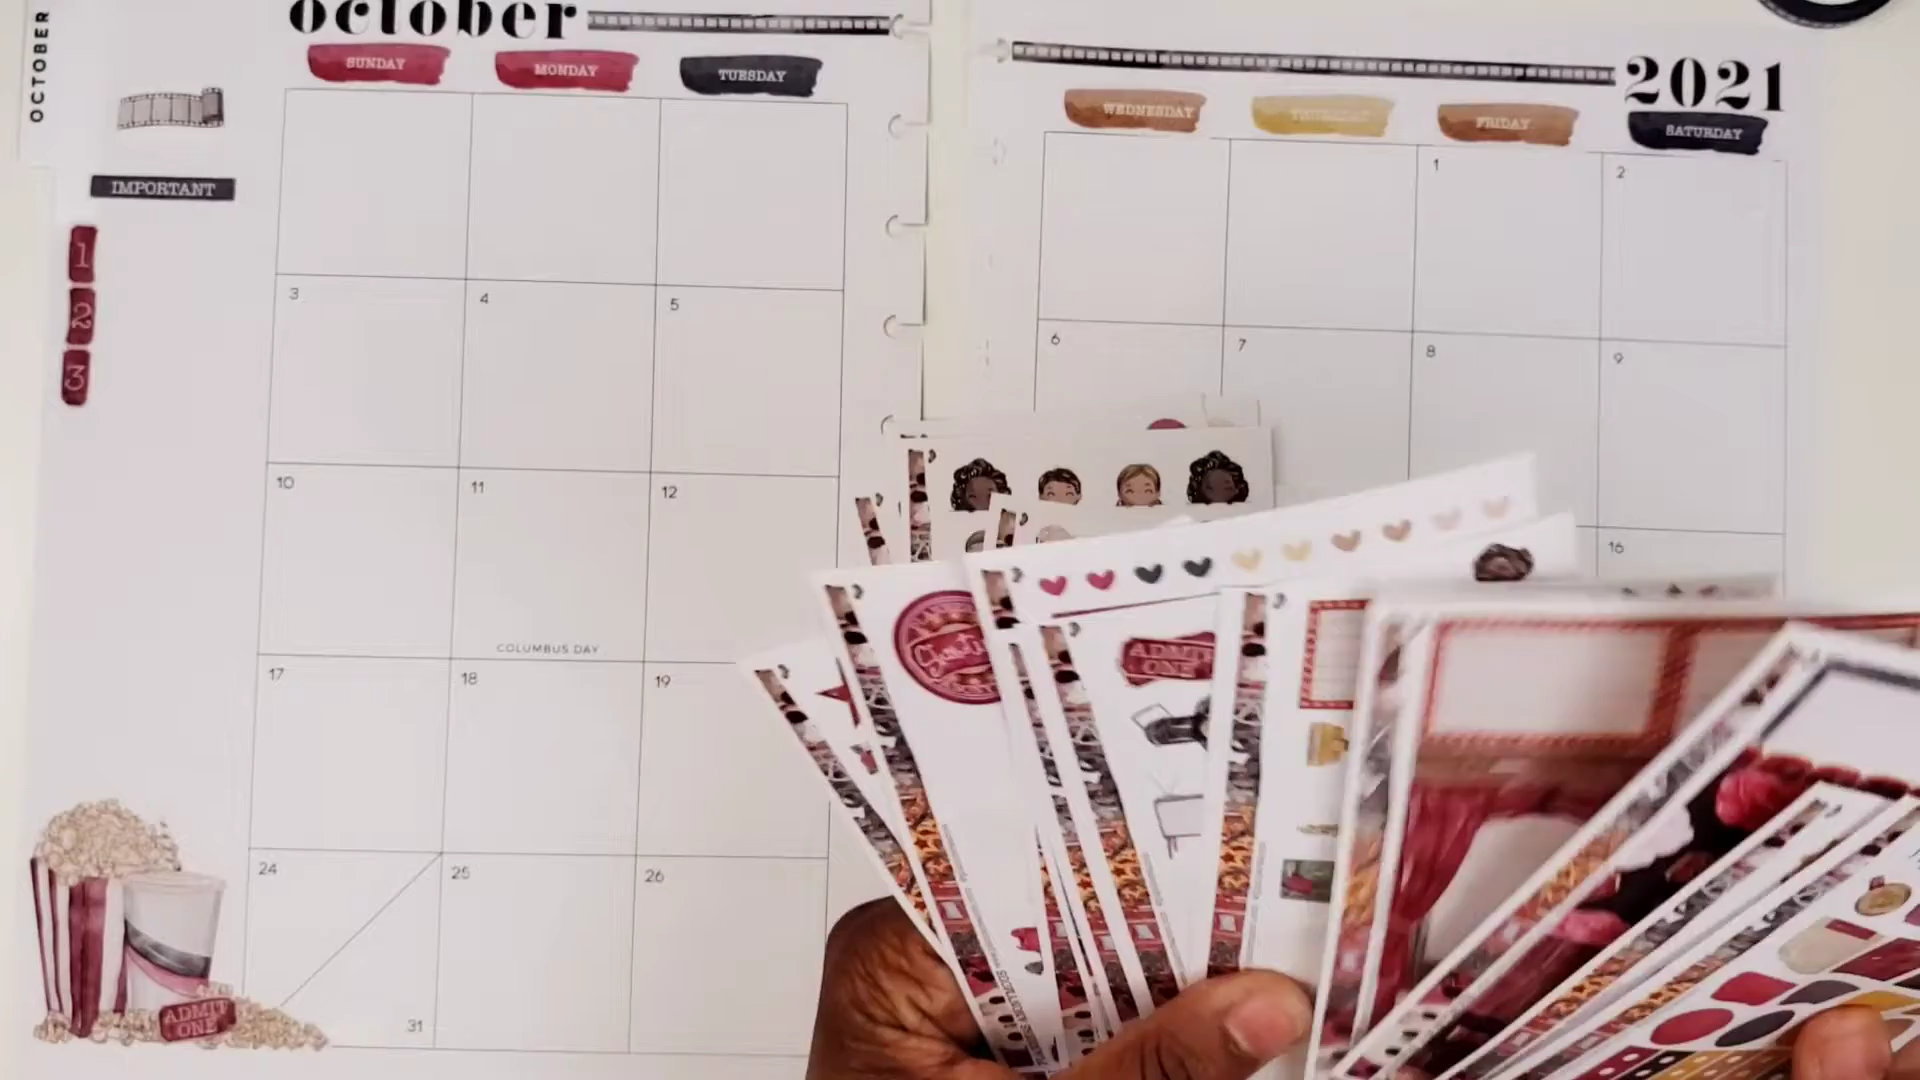 OCTOBER
october
2021
SUNDAY
MONDAY
TUESDAY
WEDNESDAY
THURSDAY
FRIDAY
SATURDAY
IMPORTANT
1
2
3
1
2
3
4
5
6
7
8
9
10
11
COLUMBUS DAY
12
16
17
18
19
24
31
25
26
ADMIT
ONE
ADMIT
ONE